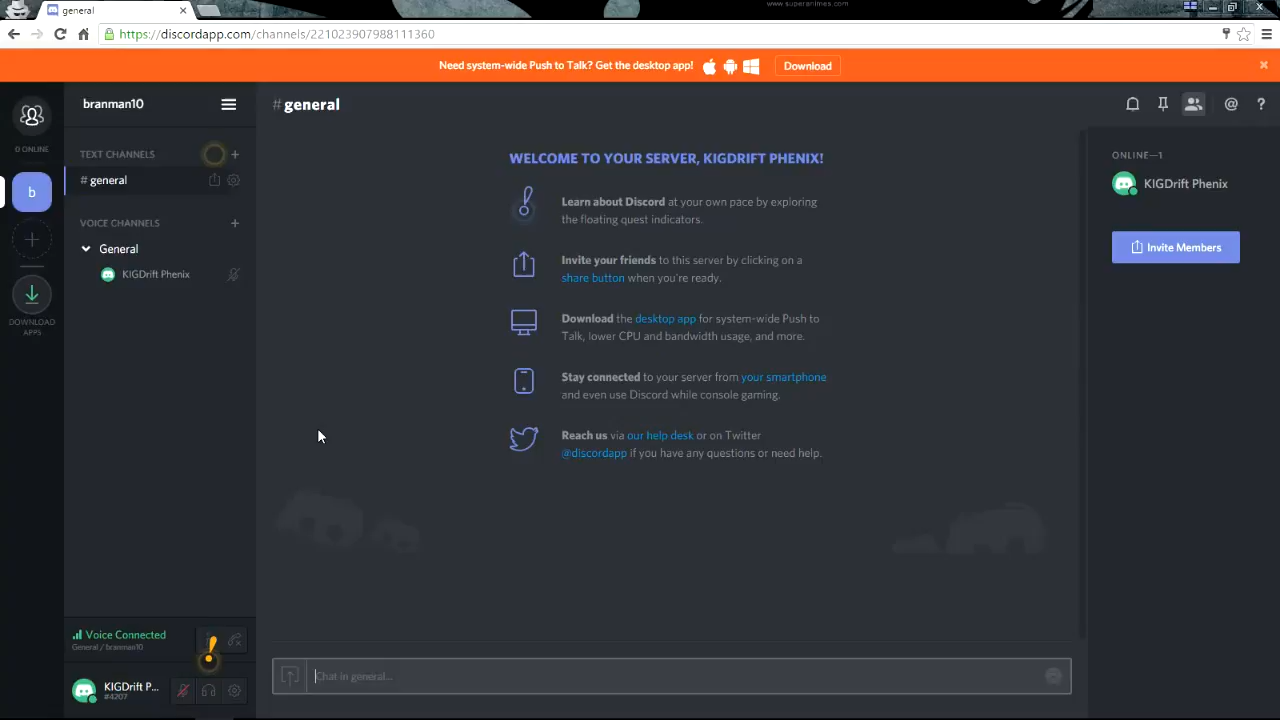 www.superanimes.com
general
https://discordapp.com/channels/221023907988111360
Need system-wide Push to Talk? Get the desktop app!
Download
branman10
#general
0 ONLINE
TEXT CHANNELS
b
# general
VOICE CHANNELS
General
KIGDrift Phenix
DOWNLOAD
APPS
WELCOME TO YOUR SERVER, KIGDRIFT PHENIX!
Learn about Discord at your own pace by exploring
the floating quest indicators.
Invite your friends to this server by clicking on a
share button when you're ready.
Download the desktop app for system-wide Push to
Talk, lower CPU and bandwidth usage, and more.
Stay connected to your server from your smartphone
and even use Discord while console gaming.
Reach us via our help desk or on Twitter
@discordapp if you have any questions or need help.
ONLINE—1
KIGDrift Phenix
Invite Members
Voice Connected
General / branman10
KIGDrift P...
#4207
Chat in general...